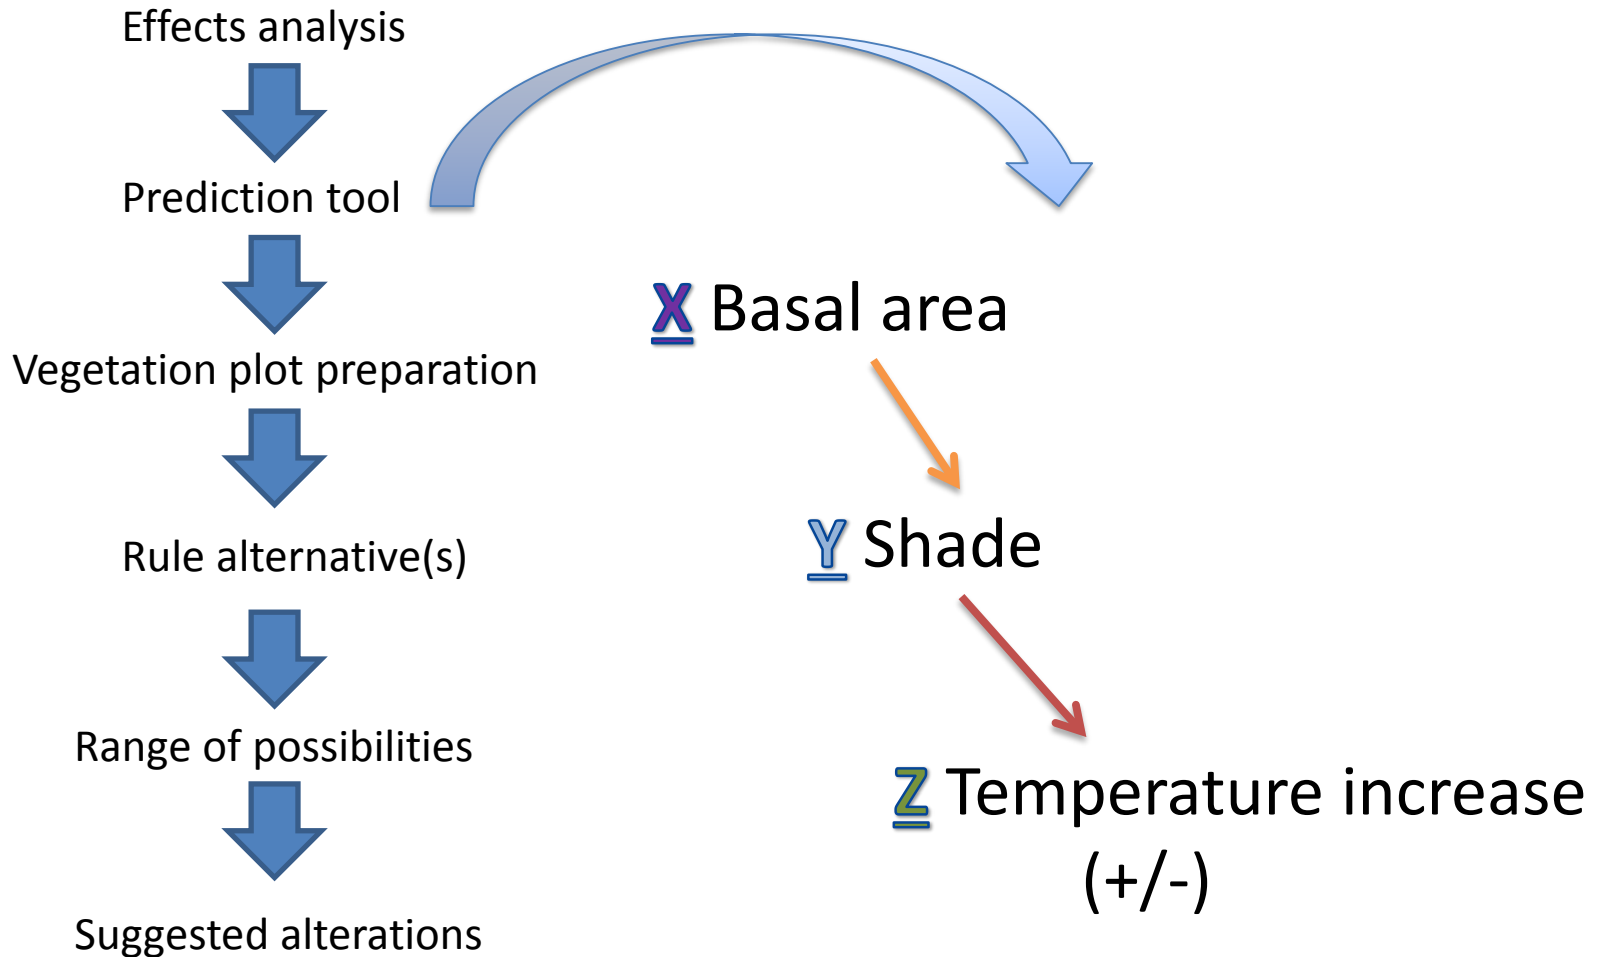 Effects analysis
Prediction tool
Vegetation plot preparation
Rule alternative(s)
Range of possibilities
Suggested alterations
X Basal area
Y Shade
Z Temperature increase
(+/-)